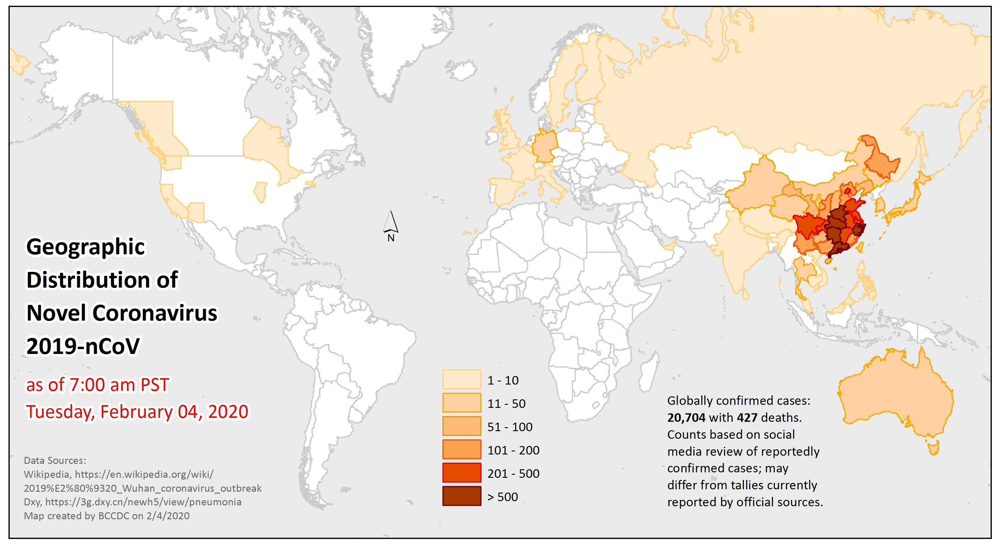 Geographic
Distribution of
Novel Coronavirus
2019-nCoV
as of 7:00 am PST
Tuesday, February 04, 2020
Data Sources:
Wikipedia, https://en.wikipedia.org/wiki/
2019%E2%80%9320_Wuhan_coronavirus_outbreak
Dxy, https://3g.dxy.cn/newh5/view/pneumonia
Map created by BCCDC on 2/4/2020
N
1 - 10
11 - 50
51 - 100
101 - 200
201 - 500
> 500
Globally confirmed cases:
20,704 with 427 deaths.
Counts based on social
media review of reportedly
confirmed cases; may
differ from tallies currently
reported by official sources.